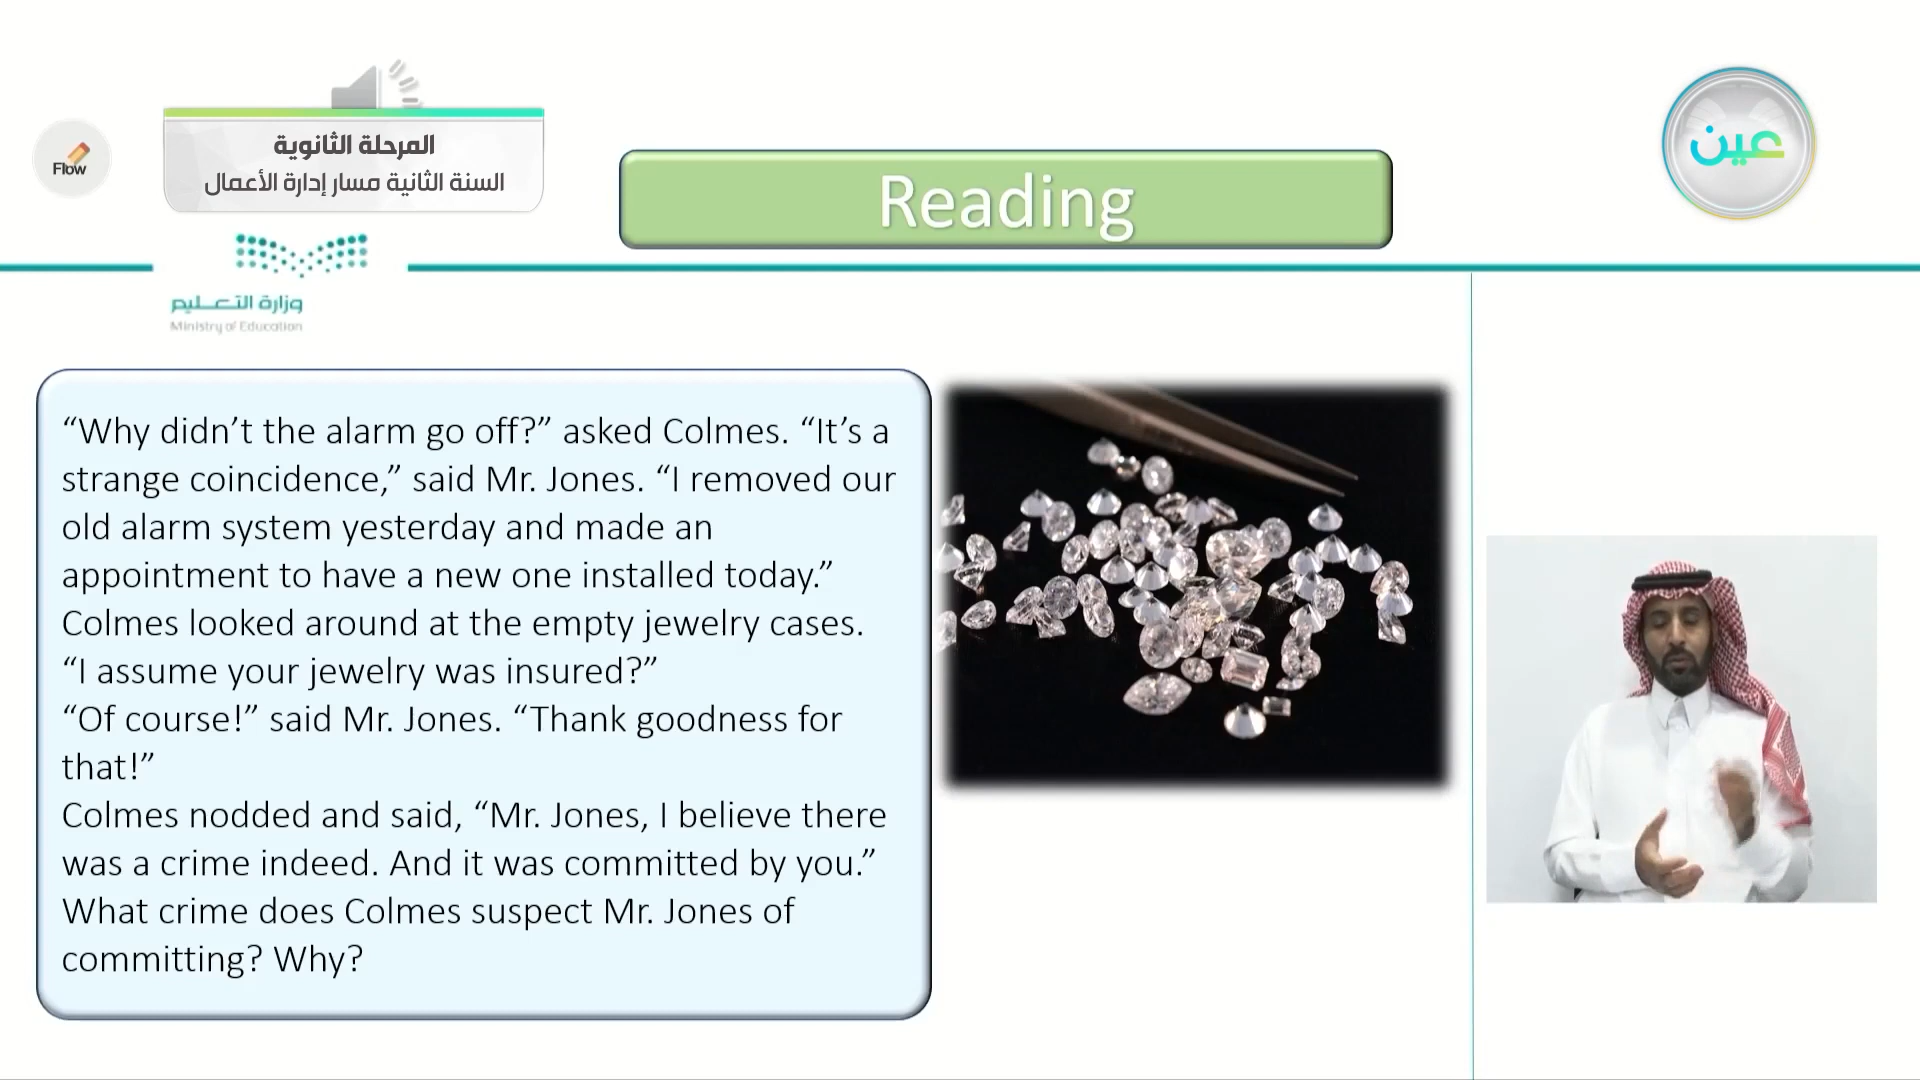 المرحلة الثانوية
السنة الثانية مسار إدارة الأعمال
Flow
Reading
عين
وزارة التعليم
Ministry of Education
“Why didn’t the alarm go off?” asked Colmes. “It’s a
strange coincidence,” said Mr. Jones. “I removed our
old alarm system yesterday and made an
appointment to have a new one installed today.”
Colmes looked around at the empty jewelry cases.
“I assume your jewelry was insured?”
“Of course!” said Mr. Jones. “Thank goodness for
that!”
Colmes nodded and said, “Mr. Jones, I believe there
was a crime indeed. And it was committed by you.”
What crime does Colmes suspect Mr. Jones of
committing? Why?